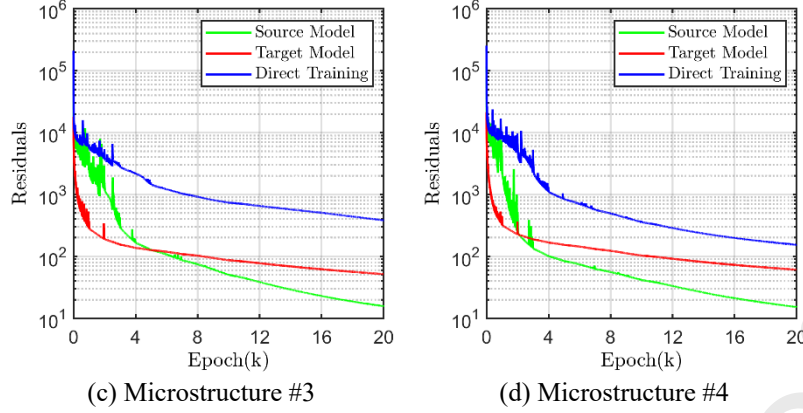 10^6
10^5
10^4
10^3
10^2
10^1
Residuals
Source Model
Target Model
Direct Training
0 4 8 12 16 20
Epoch(k)
(c) Microstructure #3
10^6
10^5
10^4
10^3
10^2
10^1
Residuals
Source Model
Target Model
Direct Training
0 4 8 12 16 20
Epoch(k)
(d) Microstructure #4